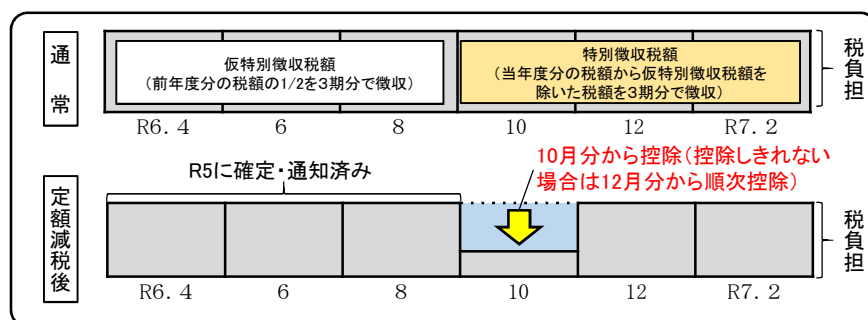 通常
仮特別徴収税額
(前年度分の税額の1/2を3期分で徴収)
特別徴収税額
(当年度分の税額から仮特別徴収税額を
除いた税額を3期分で徴収)
税負担
R6.4 6 8 10 12 R7.2
R5に確定・通知済み
10月分から控除(控除しきれない
場合は12月分から順次控除)
定額減税後
税負担
R6.4 6 8 10 12 R7.2